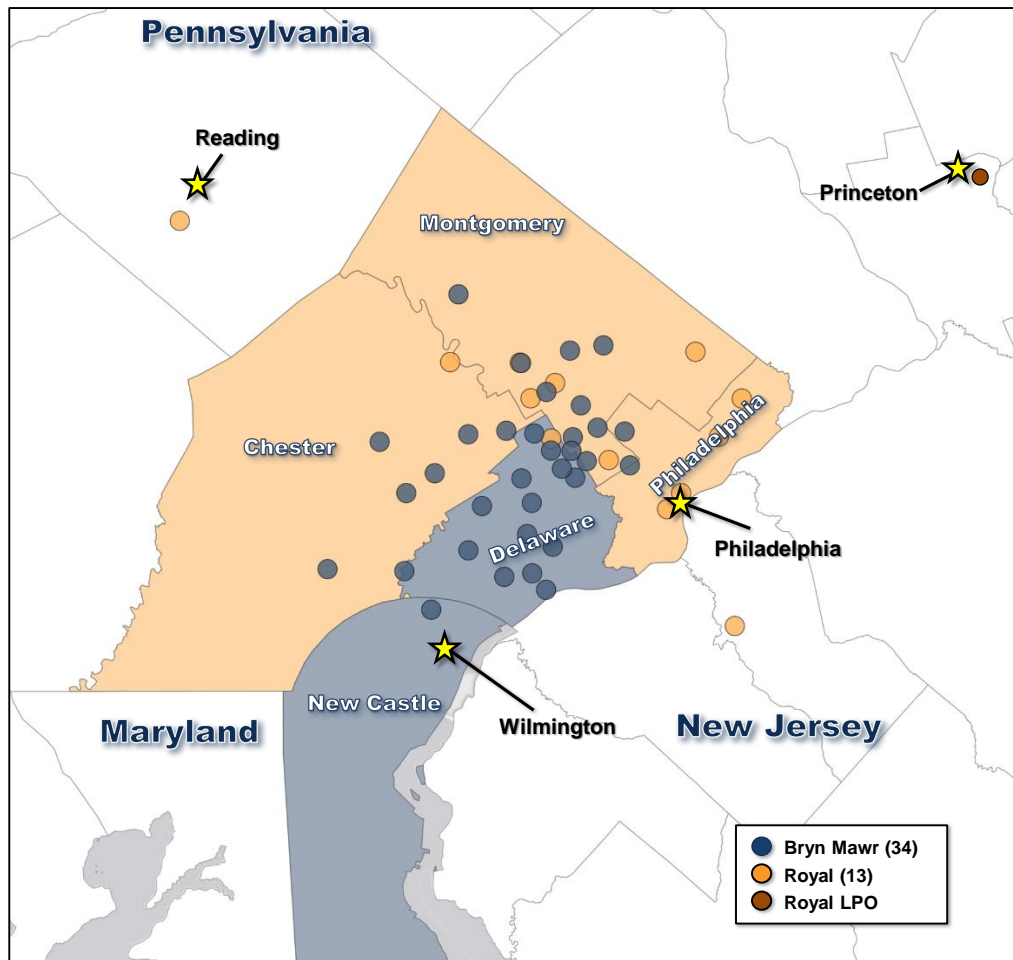 Pennsylvania
Reading
Princeton
Montgomery
Chester
Philadelphia
Delaware
Philadelphia
New Castle
Wilmington
Maryland
New Jersey
Bryn Mawr (34)
Royal (13)
Royal LPO